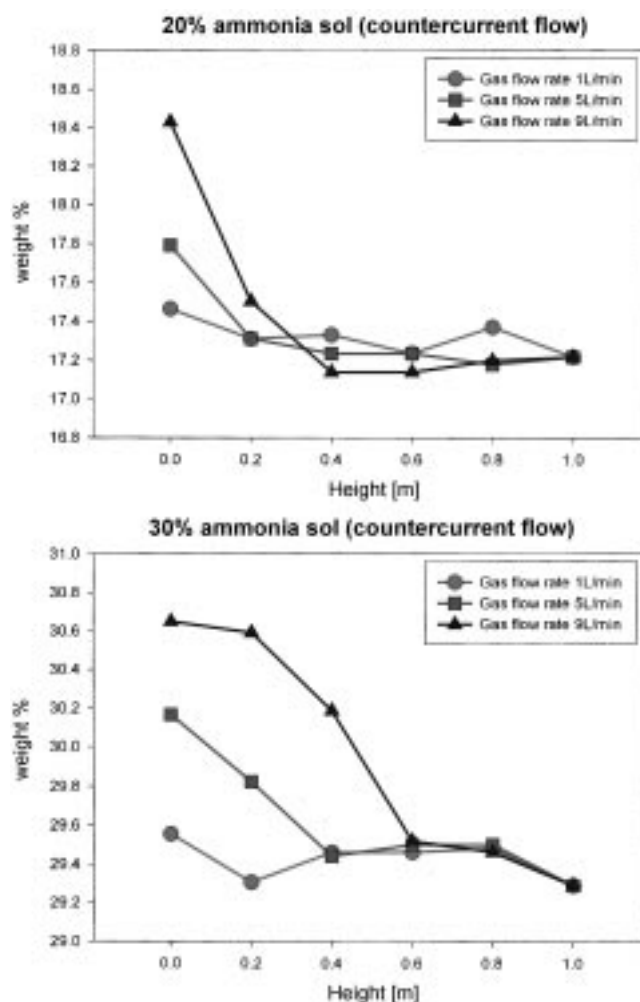 20% ammonia sol (countercurrent flow)
18.8
18.6
18.4
18.2
18.0
17.8
17.6
17.4
17.2
17.0
16.8
weight %
Gas flow rate 1L/min
Gas flow rate 5L/min
Gas flow rate 9L/min
0.0 0.2 0.4 0.6 0.8 1.0
Height [m]
30% ammonia sol (countercurrent flow)
31.0
30.8
30.6
30.4
30.2
30.0
29.8
29.6
29.4
29.2
29.0
weight %
Gas flow rate 1L/min
Gas flow rate 5L/min
Gas flow rate 9L/min
0.0 0.2 0.4 0.6 0.8 1.0
Height [m]